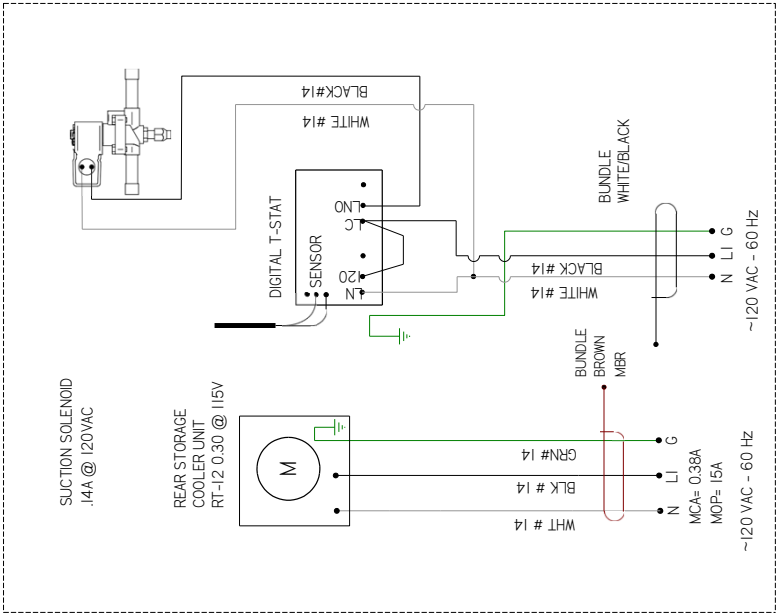 BLACK#14
WHITE #14
BUNDLE
WHITE/BLACK
DIGITAL T-STAT
SENSOR
LNO
LC
120
LN
G
L1
N
~120 VAC - 60 Hz
BLACK #14
WHITE #14
BUNDLE
BROWN
MBR
SUCTION SOLENOID
.14A @ 120VAC
REAR STORAGE
COOLER UNIT
RT-12 0.30 @ 115V
M
GRN# 14
BLK # 14
WHT # 14
G
L1
N
MCA= 0.38A
MOP= 15A
~120 VAC - 60 Hz